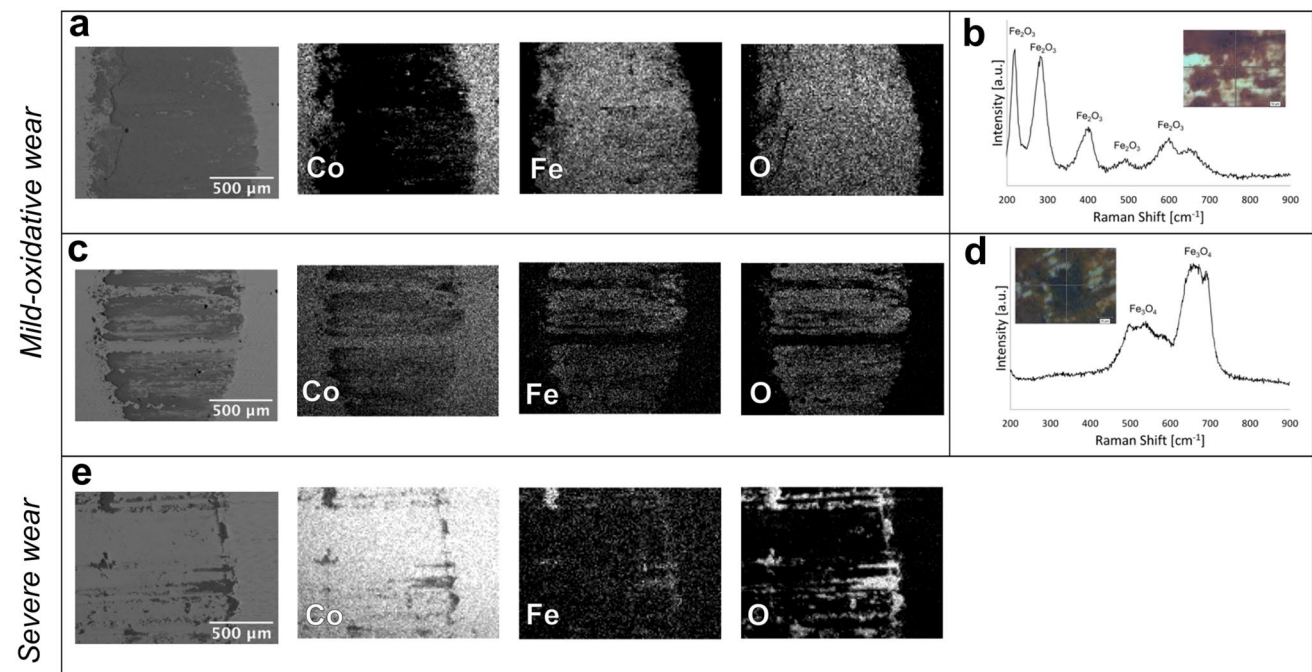 Mild-oxidative wear
a
500 µm
Co
Fe
O
b
Fe₂O₃
Fe₂O₃
Fe₂O₃
Fe₂O₃
Fe₂O₃
Intensity [a.u.]
200 300 400 500 600 700 800 900
Raman Shift [cm⁻¹]
c
500 µm
Co
Fe
O
d
Fe₃O₄
Fe₃O₄
Intensity [a.u.]
200 300 400 500 600 700 800 900
Raman Shift [cm⁻¹]
Severe wear
e
500 µm
Co
Fe
O